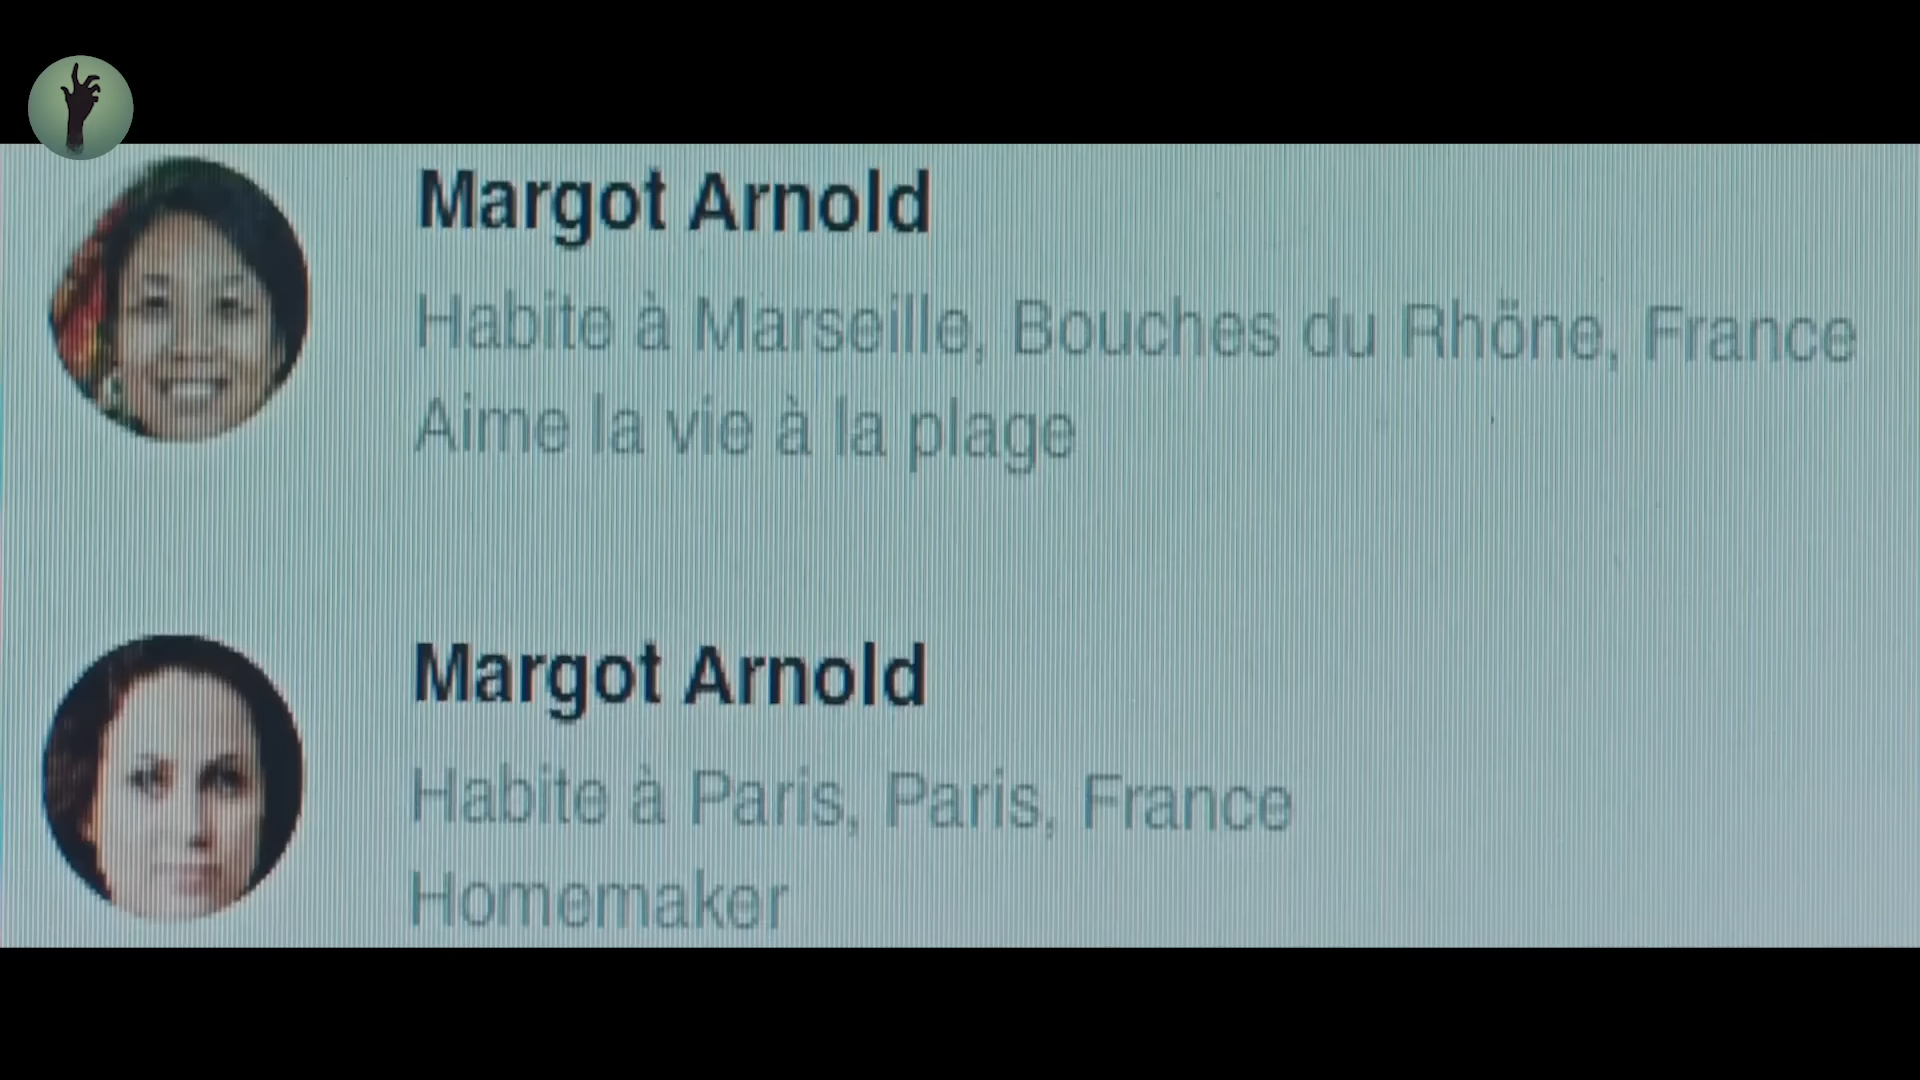 Margot Arnold
Habite à Marseille, Bouches du Rhöne, France
Aime la vie à la plage
Margot Arnold
Habite à Paris, Paris, France
Homemaker